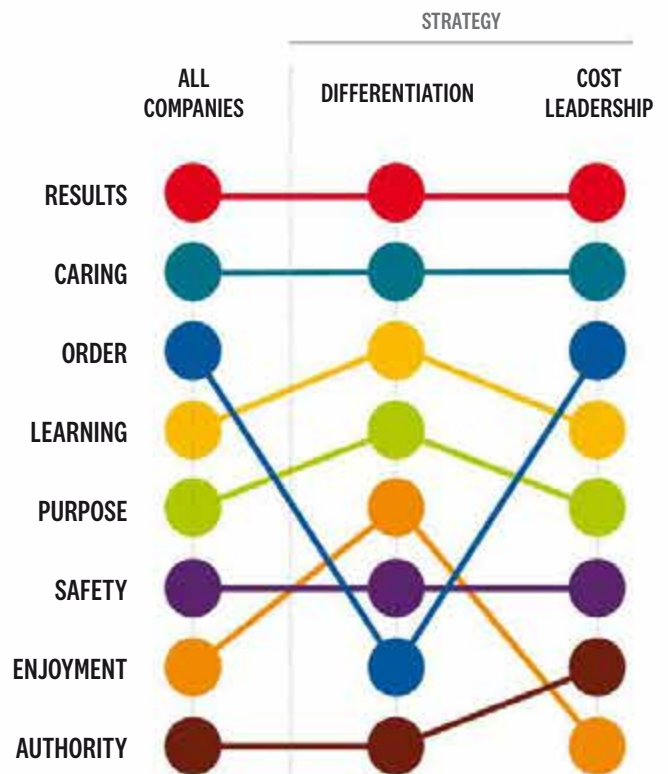 STRATEGY
ALL
COMPANIES
DIFFERENTIATION
COST
LEADERSHIP
RESULTS
CARING
ORDER
LEARNING
PURPOSE
SAFETY
ENJOYMENT
AUTHORITY